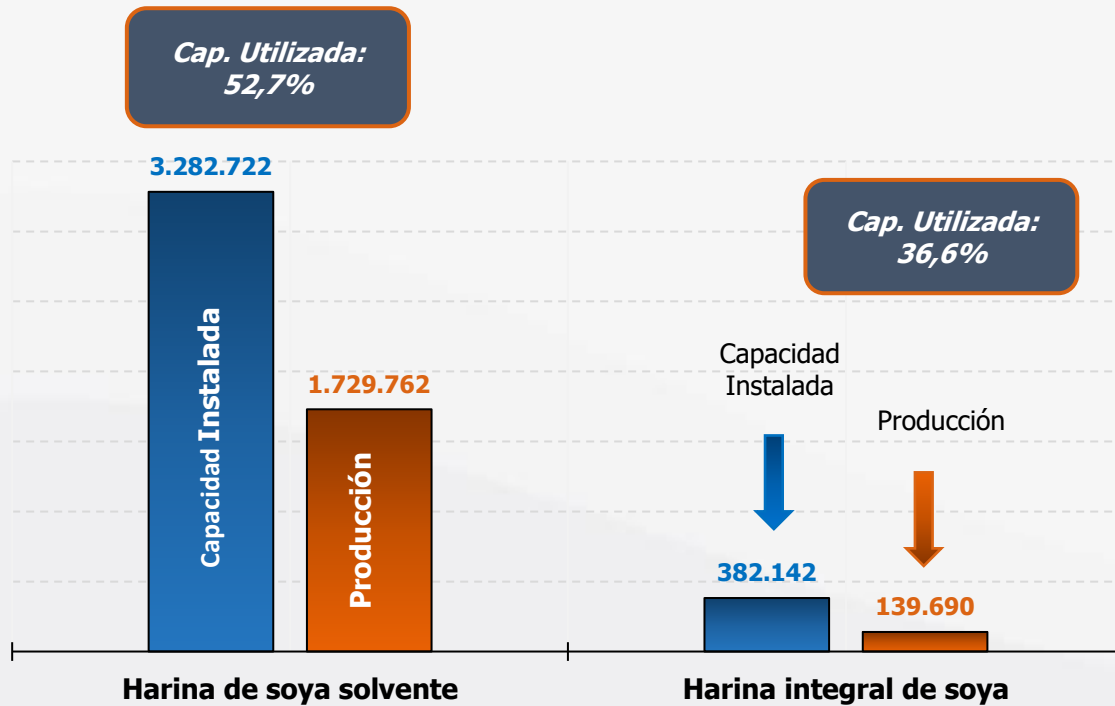 Cap. Utilizada:
52,7%
3.282.722
Capacidad Instalada
1.729.762
Producción
Harina de soya solvente
Cap. Utilizada:
36,6%
Capacidad
Instalada
Producción
382.142
139.690
Harina integral de soya